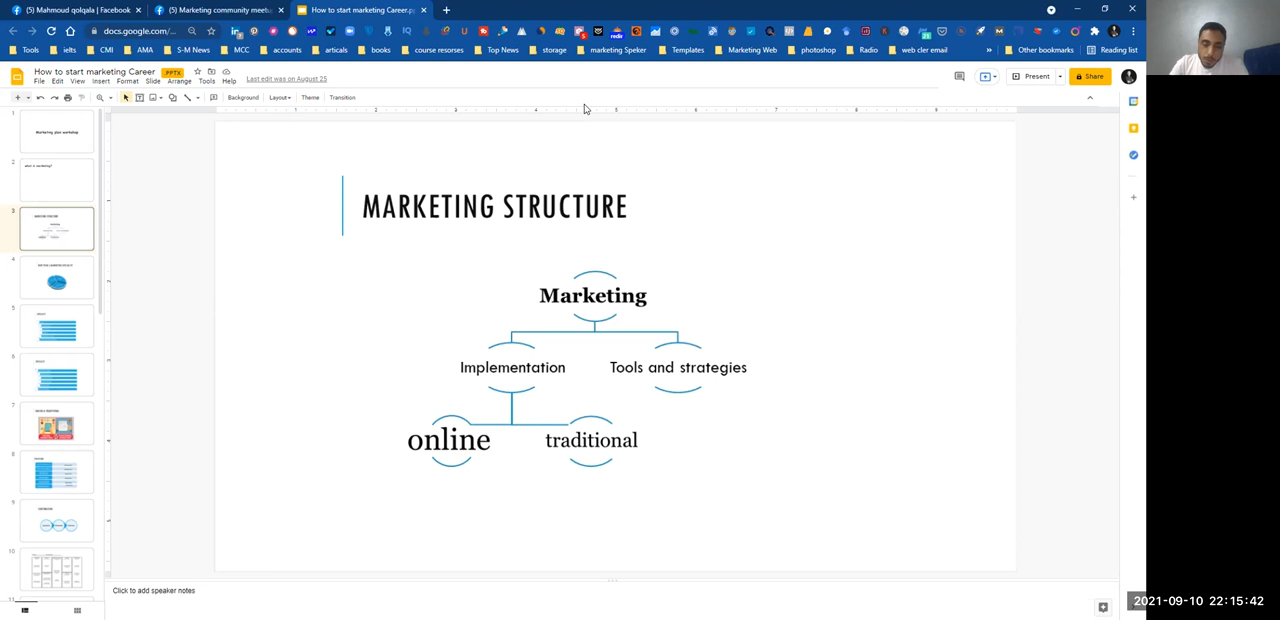 (5) Mahmoud qolqala | Facebook
(5) Marketing community meetu
How to start marketing Career.p
docs.google.com/...
Tools
ielts
CMI
AMA
S-M News
MCC
accounts
articals
books
course resorses
Top News
storage
marketing Speker
Templates
Marketing Web
photoshop
Radio
web cler email
Other bookmarks
Reading list
How to start marketing Career
PPTX
File Edit View Insert Format Slide Arrange Tools Help
Last edit was on August 25
Present
Share
Background
Layout
Theme
Transition
MARKETING STRUCTURE
Marketing
Implementation
Tools and strategies
online
traditional
Click to add speaker notes
2021-09-10 22:15:42